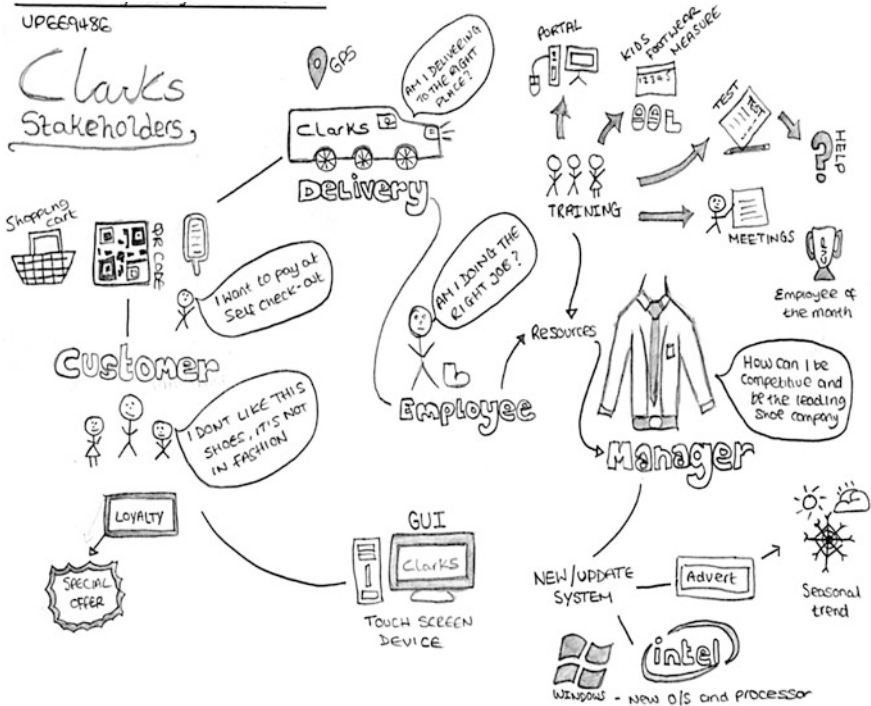 UP669486
Clarks
Stakeholders
GPS
AM I DELIVERING
TO THE RIGHT
PLACE?
Clarks
DELIVERY
PORTAL
KIDS FOOTWEAR
MEASURE
12345
TEST
TEST
HELP
TRAINING
MEETINGS
CUP
Employee of
the month
Shopping
cart
QR CODE
I want to pay at
Self check-out
Customer
I DONT LIKE THIS
SHOES, IT'S NOT
IN FASHION
LOYALTY
SPECIAL
OFFER
AM I DOING THE
RIGHT JOB?
Employee
Resources
How can I be
competitive and
be the leading
shoe company
Manager
GUI
Clarks
TOUCH SCREEN
DEVICE
NEW/UPDATE
SYSTEM
Advert
Seasonal
trend
intel
WINDOWS - NEW O/S and processor